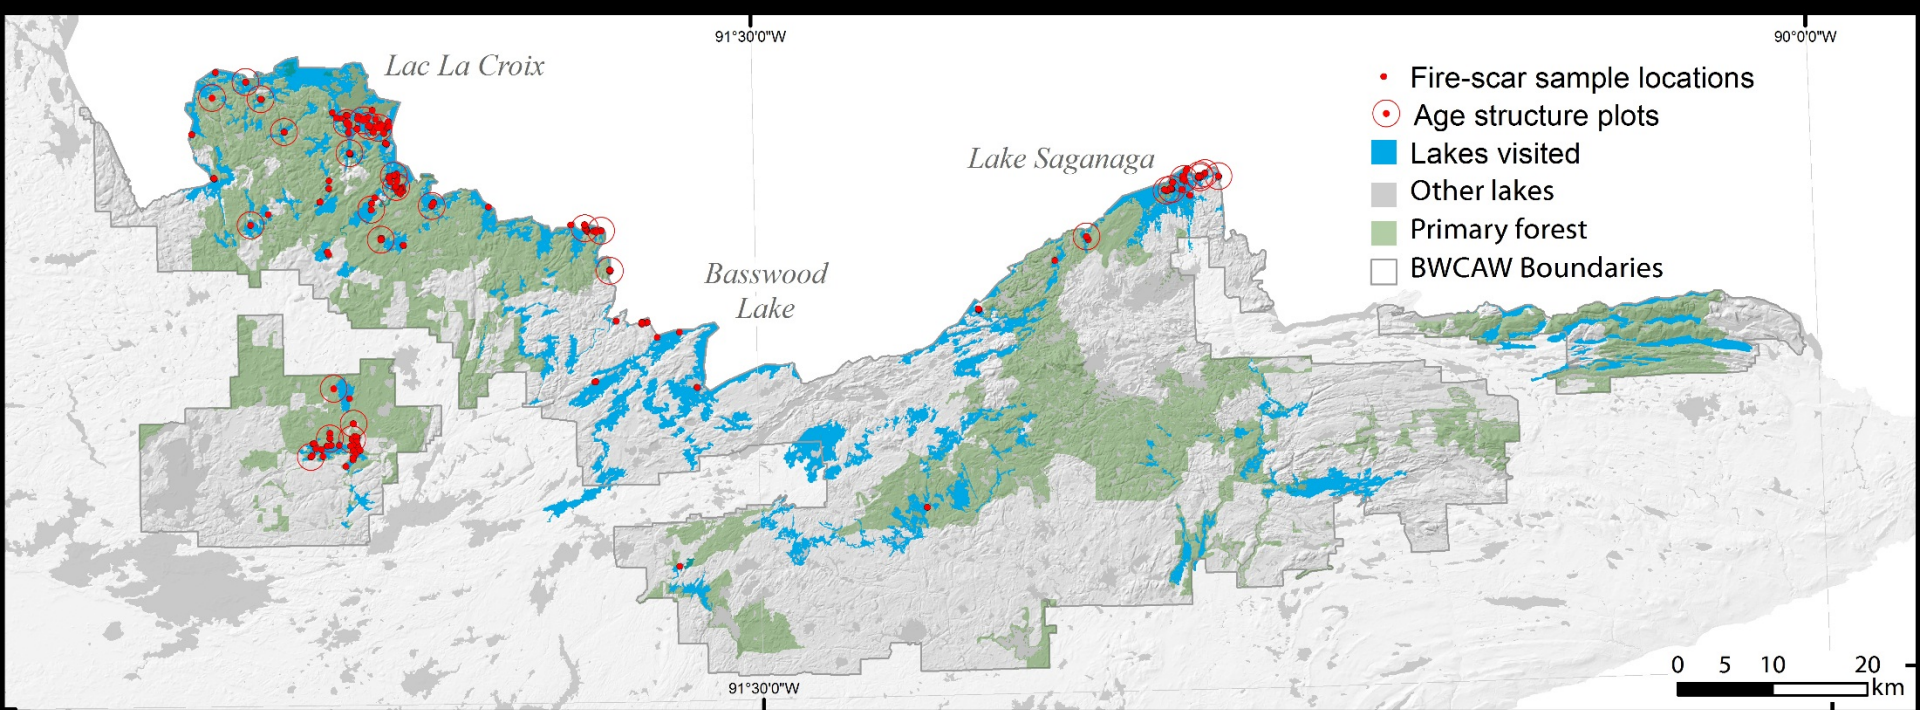 91°30'0"W
90°0'0"W
Lac La Croix
Lake Saganaga
Basswood
Lake
Fire-scar sample locations
Age structure plots
Lakes visited
Other lakes
Primary forest
BWCAW Boundaries
0 5 10 20
km
91°30'0"W